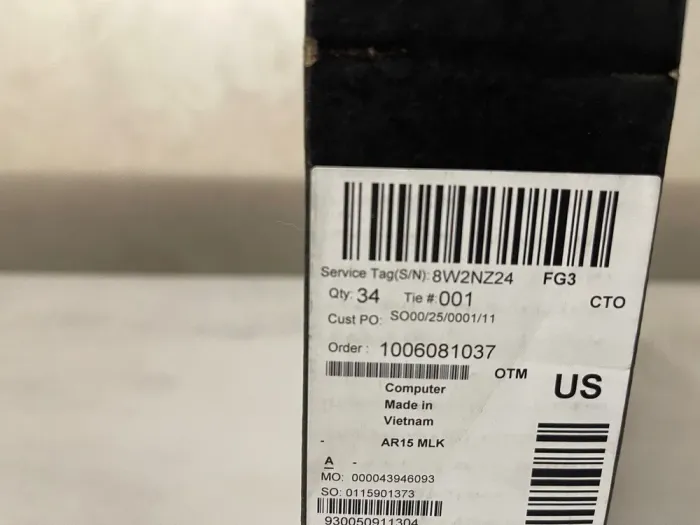 Service Tag(S/N): 8W2NZ24 FG3
Qty: 34 Tie #: 001 CTO
Cust PO: SO00/25/0001/11
Order : 1006081037
OTM
Computer US
Made in
Vietnam
- AR15 MLK
A -
MO: 000043946093
SO: 0115901373
930050911304